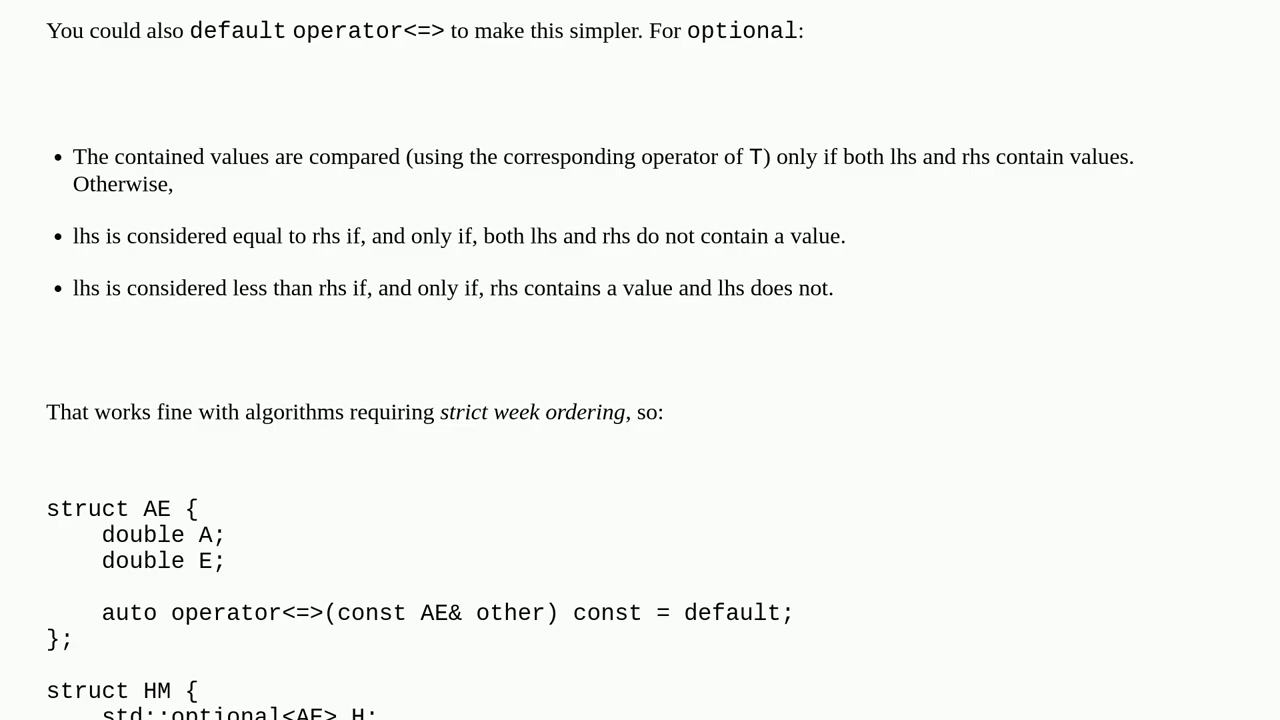 You could also default operator<=> to make this simpler. For optional:
• The contained values are compared (using the corresponding operator of T) only if both lhs and rhs contain values.
Otherwise,
• lhs is considered equal to rhs if, and only if, both lhs and rhs do not contain a value.
• lhs is considered less than rhs if, and only if, rhs contains a value and lhs does not.
That works fine with algorithms requiring strict week ordering, so:
struct AE {
    double A;
    double E;
    auto operator<=>(const AE& other) const = default;
};
struct HM {
    std::optional<AE> H;